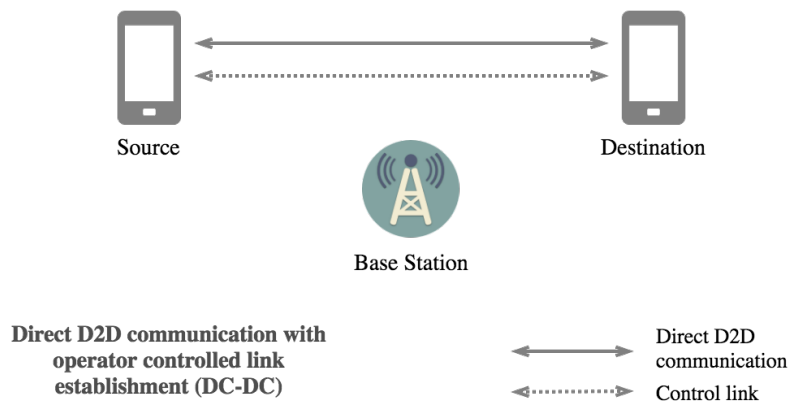 Source
Destination
Base Station
Direct D2D communication with
operator controlled link
establishment (DC-DC)
Direct D2D
communication
Control link